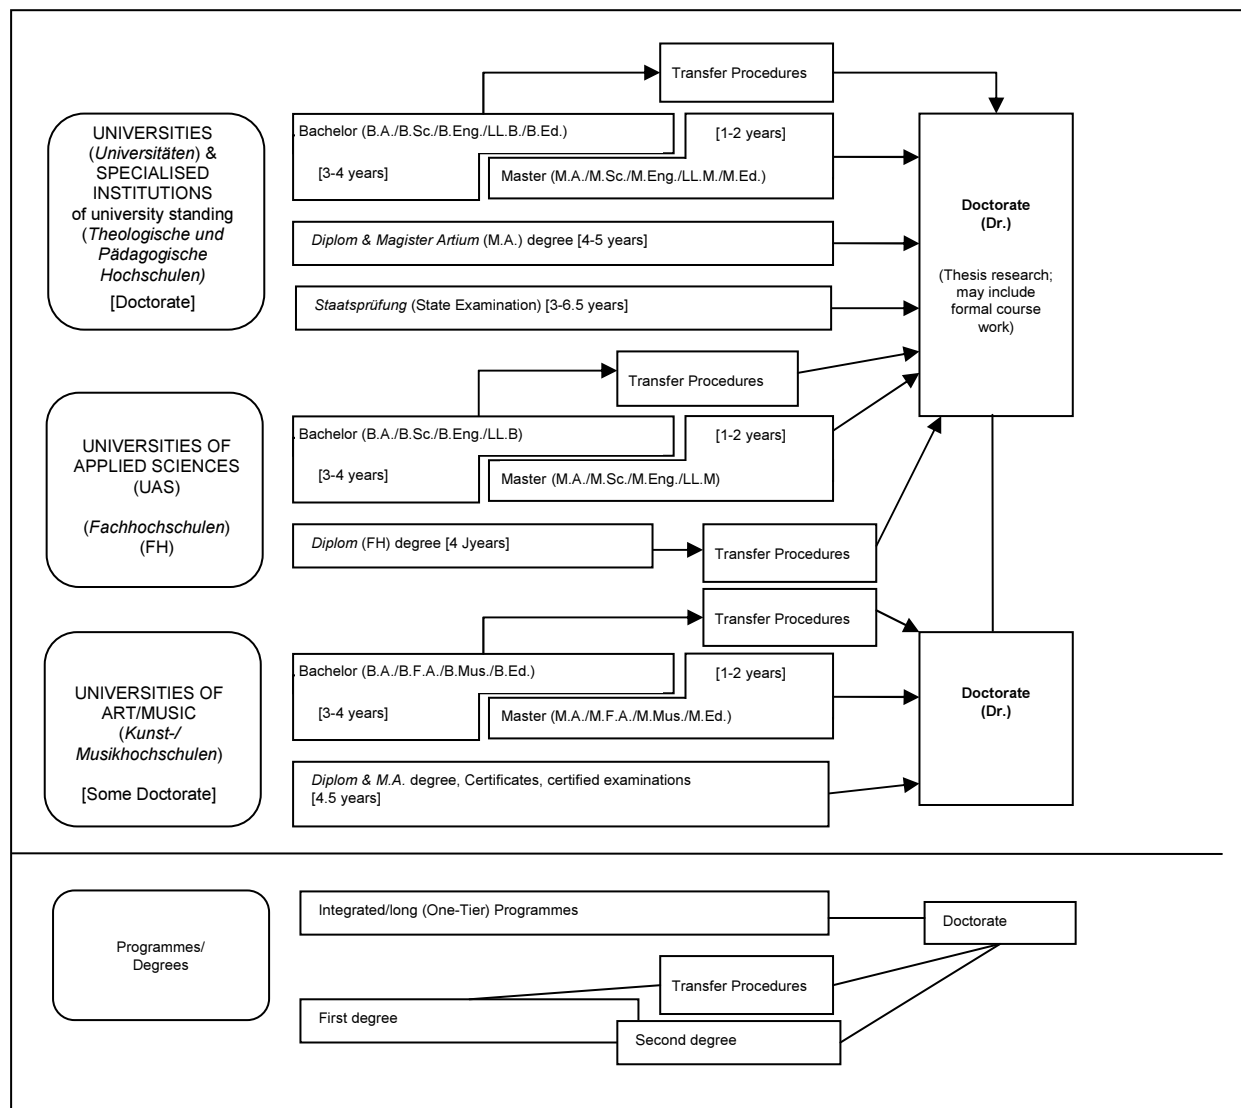 Transfer Procedures
UNIVERSITIES
(Universitäten) &
SPECIALISED
INSTITUTIONS
of university standing
(Theologische und
Pädagogische
Hochschulen)
[Doctorate]
Bachelor (B.A./B.Sc./B.Eng./LL.B./B.Ed.)
[1-2 years]
[3-4 years]
Master (M.A./M.Sc./M.Eng./LL.M./M.Ed.)
Diplom & Magister Artium (M.A.) degree [4-5 years]
Staatsprüfung (State Examination) [3-6.5 years]
Doctorate
(Dr.)
(Thesis research;
may include
formal course
work)
Transfer Procedures
UNIVERSITIES OF
APPLIED SCIENCES
(UAS)
(Fachhochschulen)
(FH)
Bachelor (B.A./B.Sc./B.Eng./LL.B)
[1-2 years]
[3-4 years]
Master (M.A./M.Sc./M.Eng./LL.M)
Diplom (FH) degree [4 Jyears]
Transfer Procedures
Transfer Procedures
UNIVERSITIES OF
ART/MUSIC
(Kunst-/
Musikhochschulen)
[Some Doctorate]
Bachelor (B.A./B.F.A./B.Mus./B.Ed.)
[1-2 years]
[3-4 years]
Master (M.A./M.F.A./M.Mus./M.Ed.)
Diplom & M.A. degree, Certificates, certified examinations
[4.5 years]
Doctorate
(Dr.)
Programmes/
Degrees
Integrated/long (One-Tier) Programmes
Doctorate
Transfer Procedures
First degree
Second degree